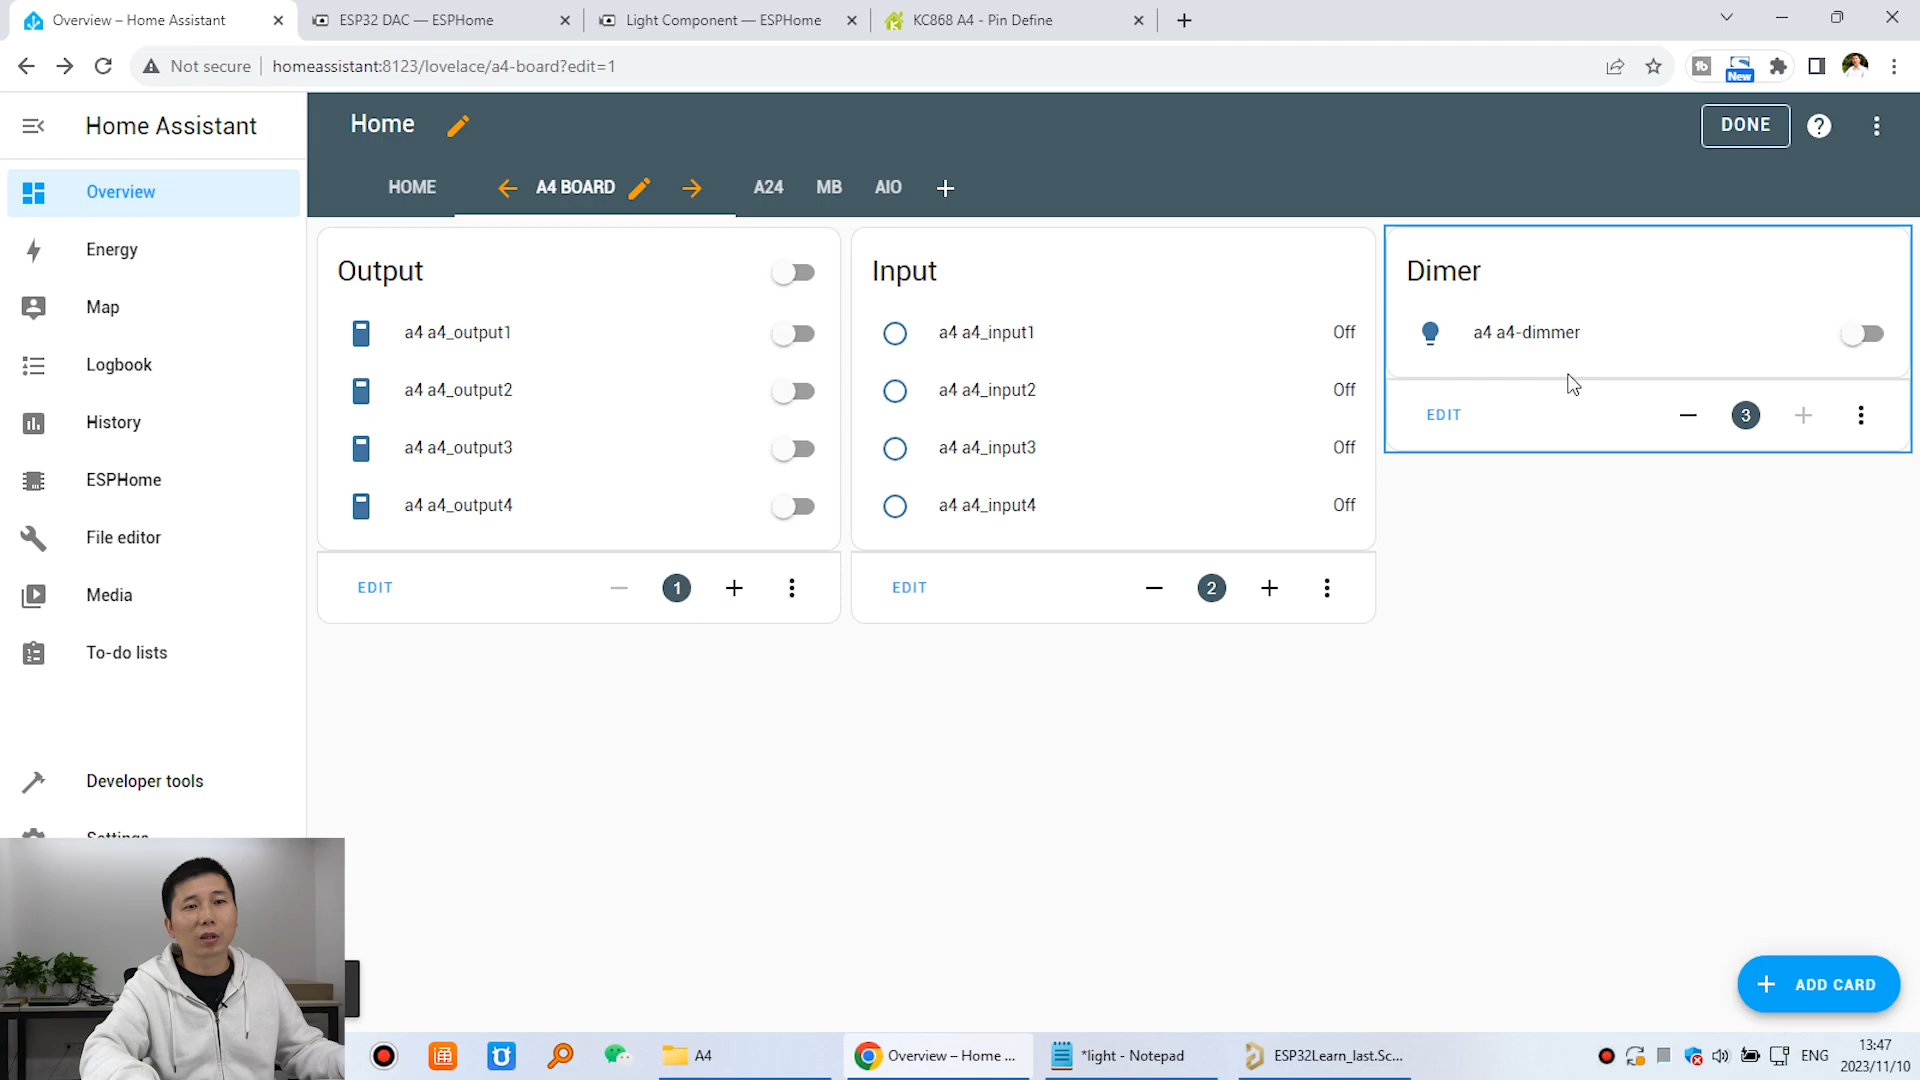 Overview – Home Assistant
ESP32 DAC — ESPHome
Light Component — ESPHome
KC868 A4 - Pin Define
Not secure
homeassistant:8123/lovelace/a4-board?edit=1
New
Home Assistant
Home
DONE
HOME
A4 BOARD
A24
MB
AIO
Overview
Energy
Map
Logbook
History
ESPHome
File editor
Media
To-do lists
Developer tools
Settings
Output
a4 a4_output1
a4 a4_output2
a4 a4_output3
a4 a4_output4
EDIT
1
Input
a4 a4_input1
Off
a4 a4_input2
Off
a4 a4_input3
Off
a4 a4_input4
Off
EDIT
2
Dimer
a4 a4-dimmer
EDIT
3
ADD CARD
A4
Overview – Home ...
*light - Notepad
ESP32Learn_last.Sc...
ENG
13:47
2023/11/10